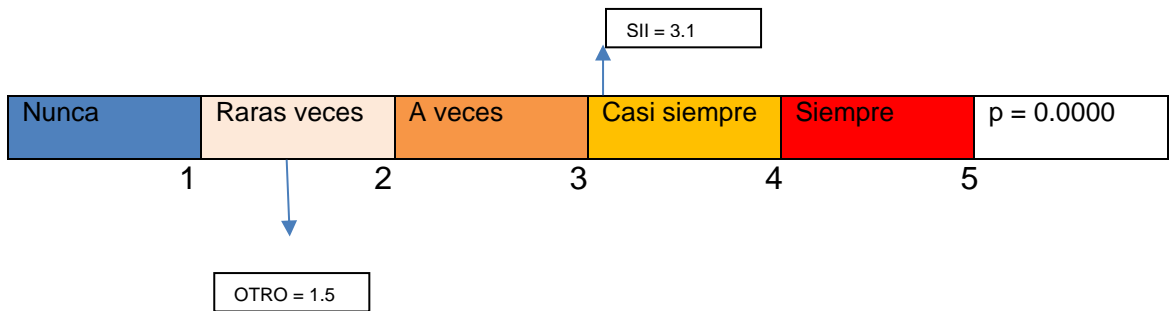 SII = 3.1
Nunca Raras veces A veces Casi siempre Siempre p = 0.0000
1 2 3 4 5
OTRO = 1.5